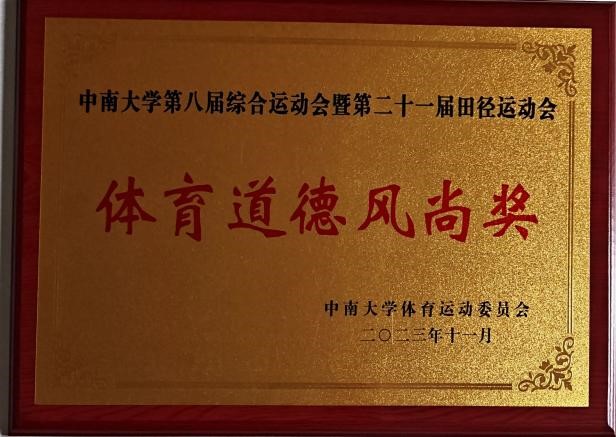 中南大学第八届综合运动会暨第二十一届田径运动会
体育道德风尚奖
中南大学体育运动委员会
二〇二三年十一月